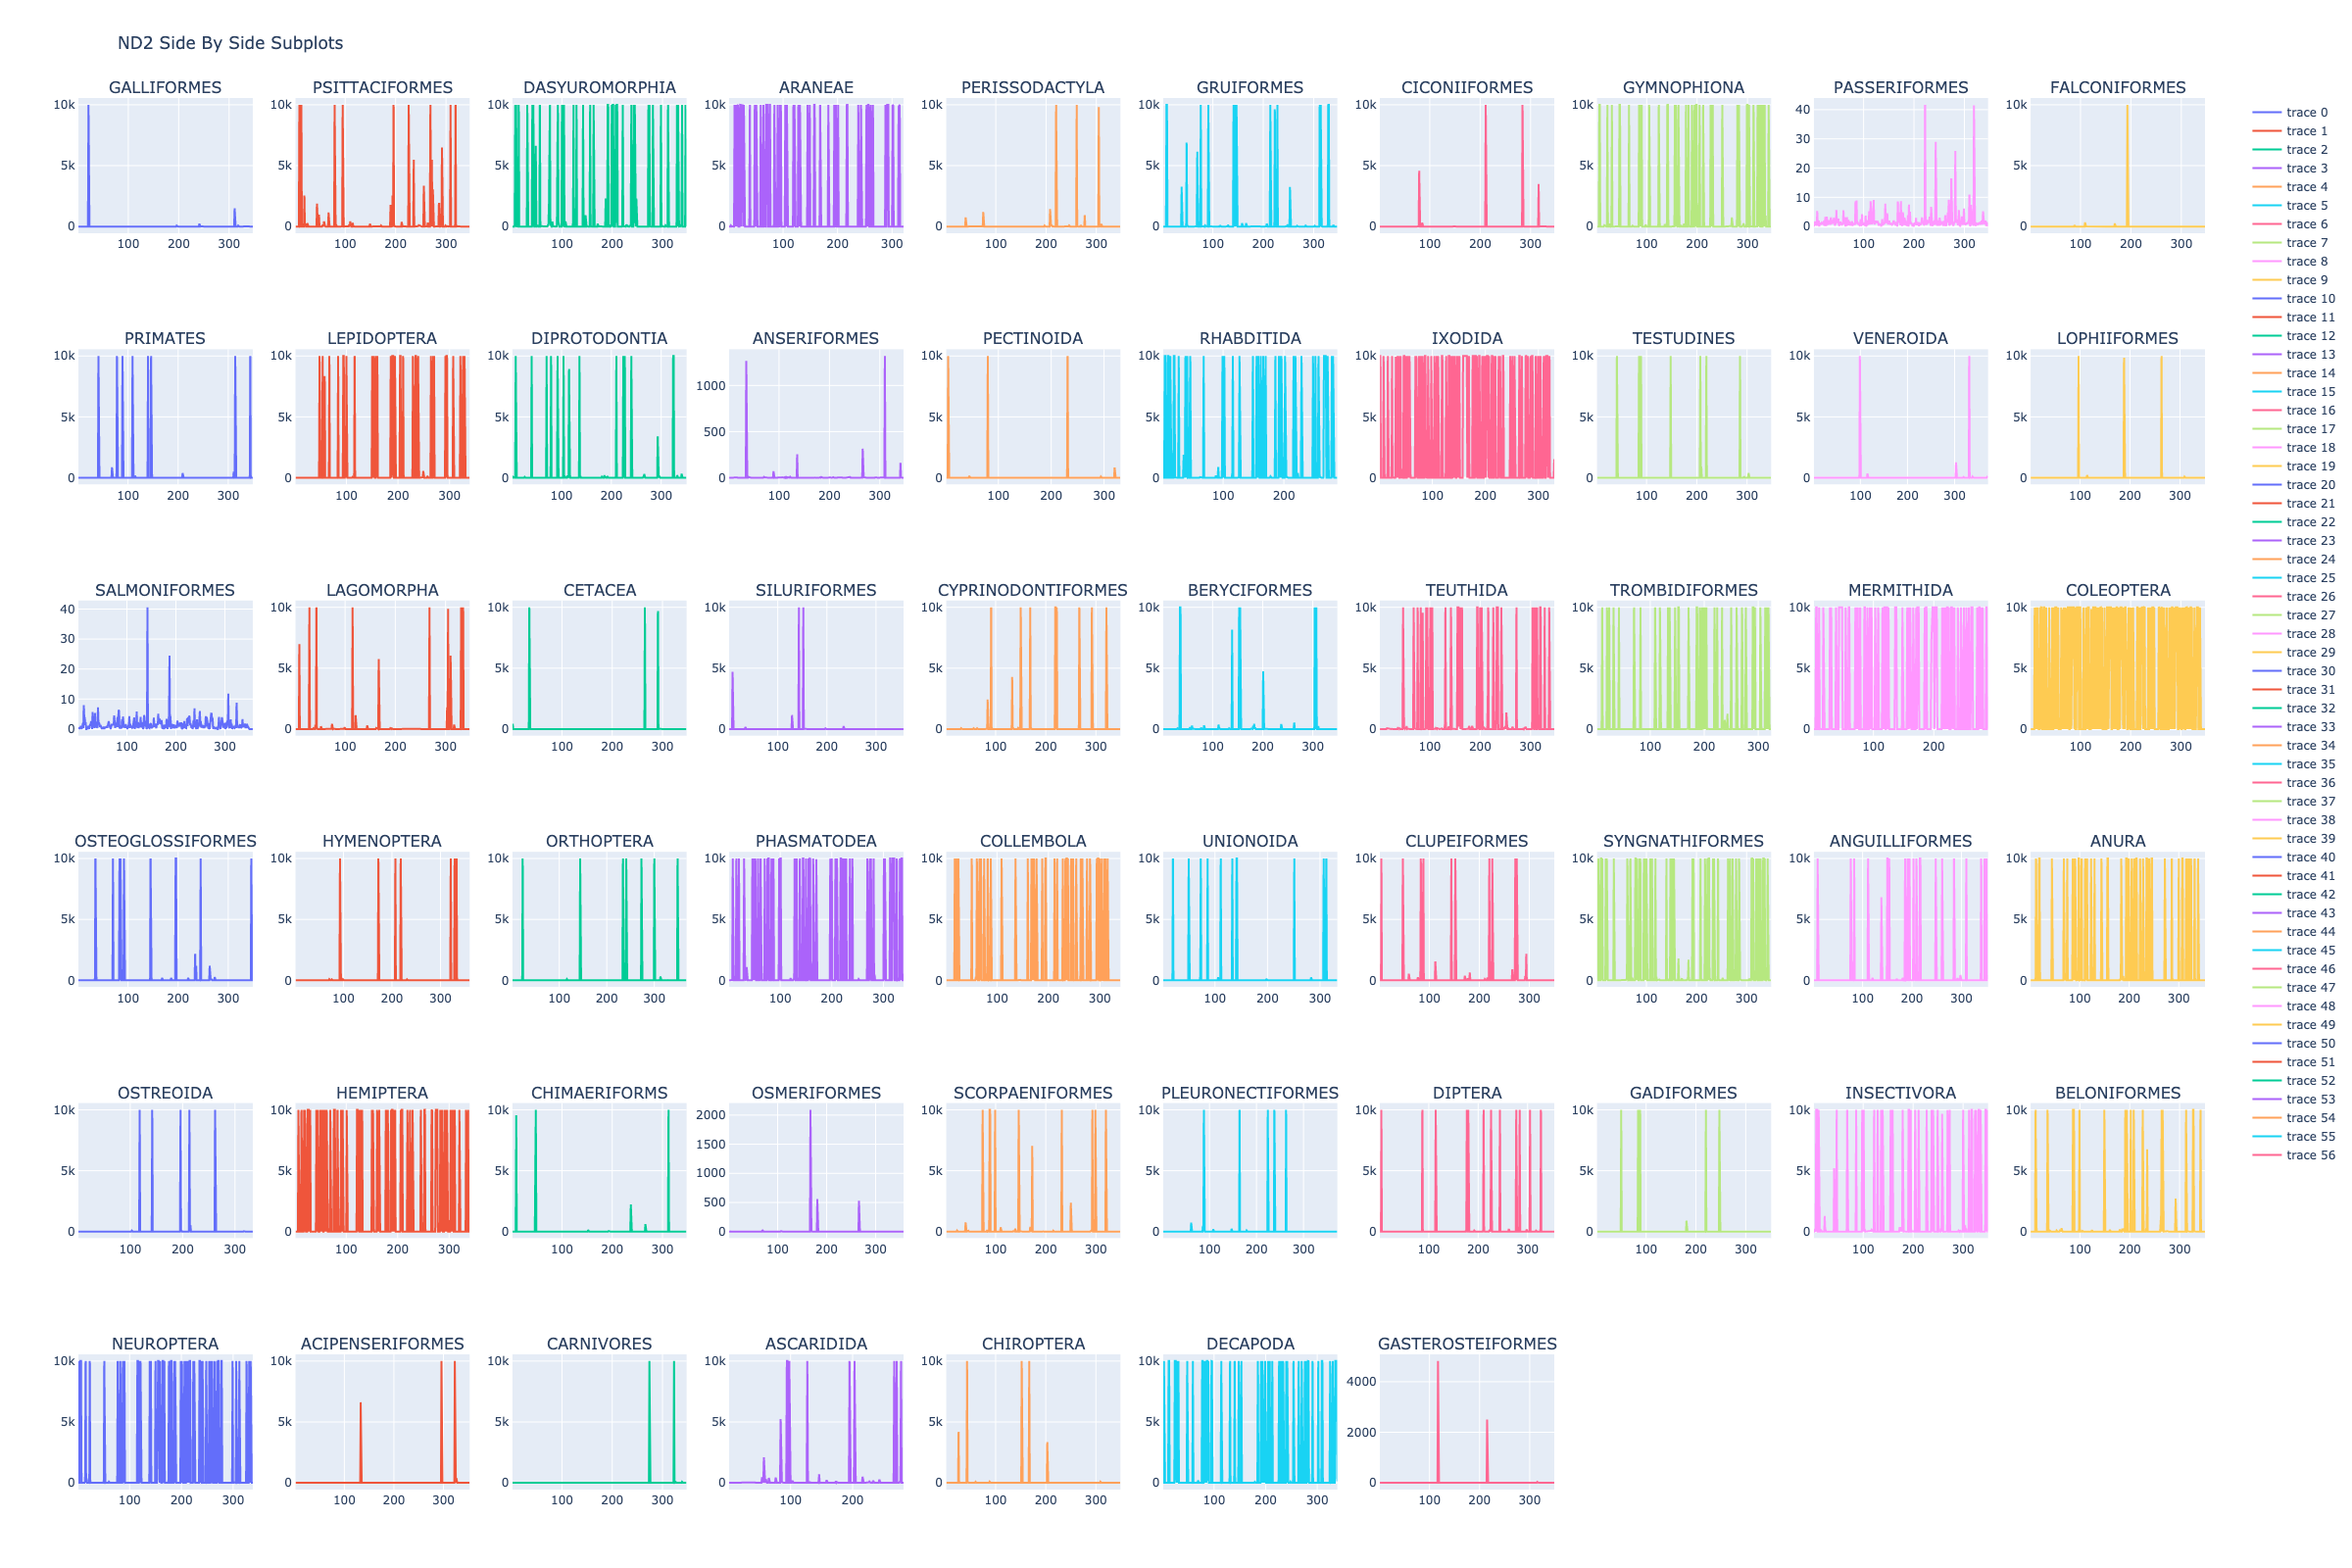 ND2 Side By Side Subplots
GALLIFORMES PSITTACIFORMES DASYUROMORPHIA ARANEAE PERISSODACTYLA GRUIFORMES CICONIIFORMES GYMNOPHIONA PASSERIFORMES FALCONIFORMES
10k 10k 10k 10k 10k 10k 10k 10k 40 10k
30
5k 5k 5k 5k 5k 5k 5k 5k 20 5k
10
0 0 0 0 0 0 0 0 0 0
100 200 300 100 200 300 100 200 300 100 200 300 100 200 300 100 200 300 100 200 300 100 200 300 100 200 300 100 200 300
PRIMATES LEPIDOPTERA DIPROTODONTIA ANSERIFORMES PECTINOIDA RHABDITIDA IXODIDA TESTUDINES VENEROIDA LOPHIIFORMES
10k 10k 10k 1000 10k 10k 10k 10k 10k 10k
5k 5k 5k 500 5k 5k 5k 5k 5k 5k
0 0 0 0 0 0 0 0 0 0
100 200 300 100 200 300 100 200 300 100 200 300 100 200 300 100 200 100 200 300 100 200 300 100 200 300 100 200 300
SALMONIFORMES LAGOMORPHA CETACEA SILURIFORMES CYPRINODONTIFORMES BERYCIFORMES TEUTHIDA TROMBIDIFORMES MERMITHIDA COLEOPTERA
40 10k 10k 10k 10k 10k 10k 10k 10k 10k
30
20 5k 5k 5k 5k 5k 5k 5k 5k 5k
10
0 0 0 0 0 0 0 0 0 0
100 200 300 100 200 300 100 200 300 100 200 300 100 200 300 100 200 300 100 200 300 100 200 300 100 200 100 200 300
OSTEOGLOSSIFORMES HYMENOPTERA ORTHOPTERA PHASMATODEA COLLEMBOLA UNIONOIDA CLUPEIFORMES SYNGNATHIFORMES ANGUILLIFORMES ANURA
10k 10k 10k 10k 10k 10k 10k 10k 10k 10k
5k 5k 5k 5k 5k 5k 5k 5k 5k 5k
0 0 0 0 0 0 0 0 0 0
100 200 300 100 200 300 100 200 300 100 200 300 100 200 300 100 200 300 100 200 300 100 200 300 100 200 300 100 200 300
OSTREOIDA HEMIPTERA CHIMAERIFORMS OSMERIFORMES SCORPAENIFORMES PLEURONECTIFORMES DIPTERA GADIFORMES INSECTIVORA BELONIFORMES
10k 10k 10k 2000 10k 10k 10k 10k 10k 10k
1500
5k 5k 5k 1000 5k 5k 5k 5k 5k 5k
500
0 0 0 0 0 0 0 0 0 0
100 200 300 100 200 300 100 200 300 100 200 300 100 200 300 100 200 300 100 200 300 100 200 300 100 200 300 100 200 300
NEUROPTERA ACIPENSERIFORMES CARNIVORES ASCARIDIDA CHIROPTERA DECAPODA GASTEROSTEIFORMES
10k 10k 10k 10k 10k 10k 4000
5k 5k 5k 5k 5k 5k 2000
0 0 0 0 0 0 0
100 200 300 100 200 300 100 200 300 100 200 100 200 300 100 200 300 100 200 300
trace 0
trace 1
trace 2
trace 3
trace 4
trace 5
trace 6
trace 7
trace 8
trace 9
trace 10
trace 11
trace 12
trace 13
trace 14
trace 15
trace 16
trace 17
trace 18
trace 19
trace 20
trace 21
trace 22
trace 23
trace 24
trace 25
trace 26
trace 27
trace 28
trace 29
trace 30
trace 31
trace 32
trace 33
trace 34
trace 35
trace 36
trace 37
trace 38
trace 39
trace 40
trace 41
trace 42
trace 43
trace 44
trace 45
trace 46
trace 47
trace 48
trace 49
trace 50
trace 51
trace 52
trace 53
trace 54
trace 55
trace 56